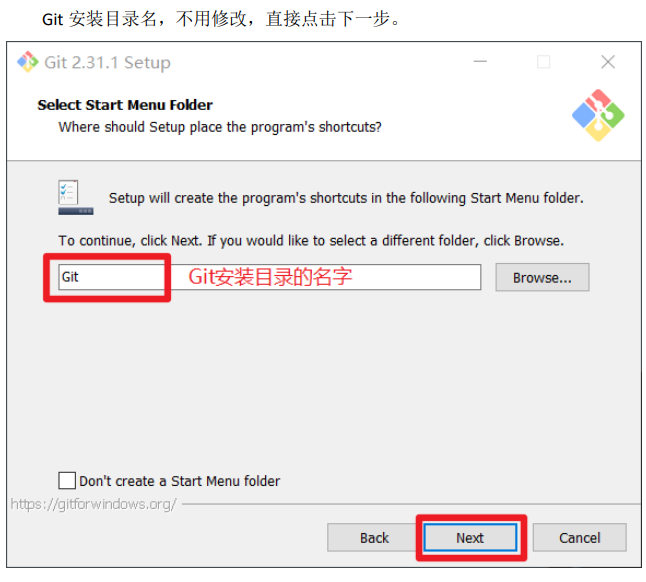 Git 安装目录名，不用修改，直接点击下一步。
Git 2.31.1 Setup
Select Start Menu Folder
Where should Setup place the program's shortcuts?
Setup will create the program's shortcuts in the following Start Menu folder.
To continue, click Next. If you would like to select a different folder, click Browse.
Git Git安装目录的名字 Browse...
Don't create a Start Menu folder
https://gitforwindows.org/
Back Next Cancel